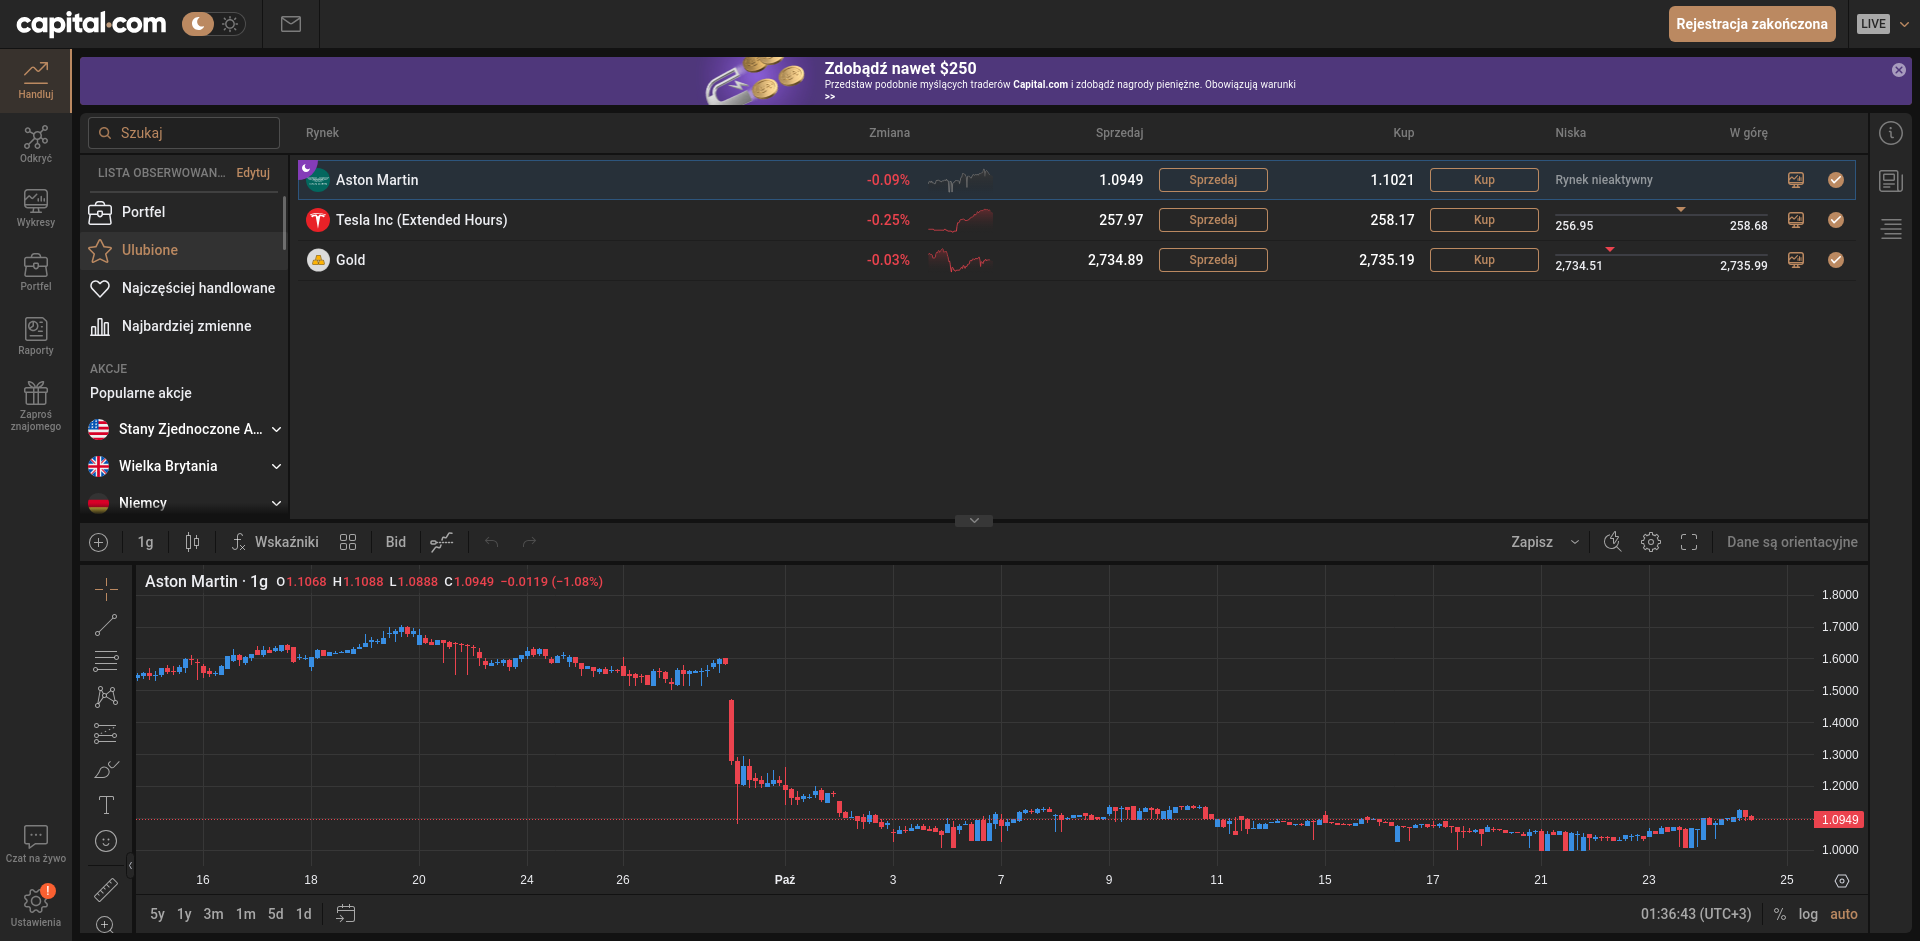 capital.com
Rejestracja zakończona
LIVE
Handluj
Odkryć
Wykresy
Portfel
Raporty
Zaproś
znajomego
Czat na żywo
!
Ustawienia
Zdobądź nawet $250
Przedstaw podobnie myślących traderów Capital.com i zdobądź nagrody pieniężne. Obowiązują warunki
>>
Szukaj
LISTA OBSERWOWAN... Edytuj
Portfel
Ulubione
Najczęściej handlowane
Najbardziej zmienne
AKCJE
Popularne akcje
Stany Zjednoczone A...
Wielka Brytania
Niemcy
Rynek Zmiana Sprzedaj Kup Niska W górę
Aston Martin -0.09% 1.0949 Sprzedaj 1.1021 Kup Rynek nieaktywny
Tesla Inc (Extended Hours) -0.25% 257.97 Sprzedaj 258.17 Kup 256.95 258.68
Gold -0.03% 2,734.89 Sprzedaj 2,735.19 Kup 2,734.51 2,735.99
1g Wskaźniki Bid Zapisz Dane są orientacyjne
Aston Martin · 1g O1.1068 H1.1088 L1.0888 C1.0949 −0.0119 (−1.08%)
1.8000
1.7000
1.6000
1.5000
1.4000
1.3000
1.2000
1.0949
1.0000
16 18 20 24 26 Paź 3 7 9 11 15 17 21 23 25
5y 1y 3m 1m 5d 1d 01:36:43 (UTC+3) % log auto